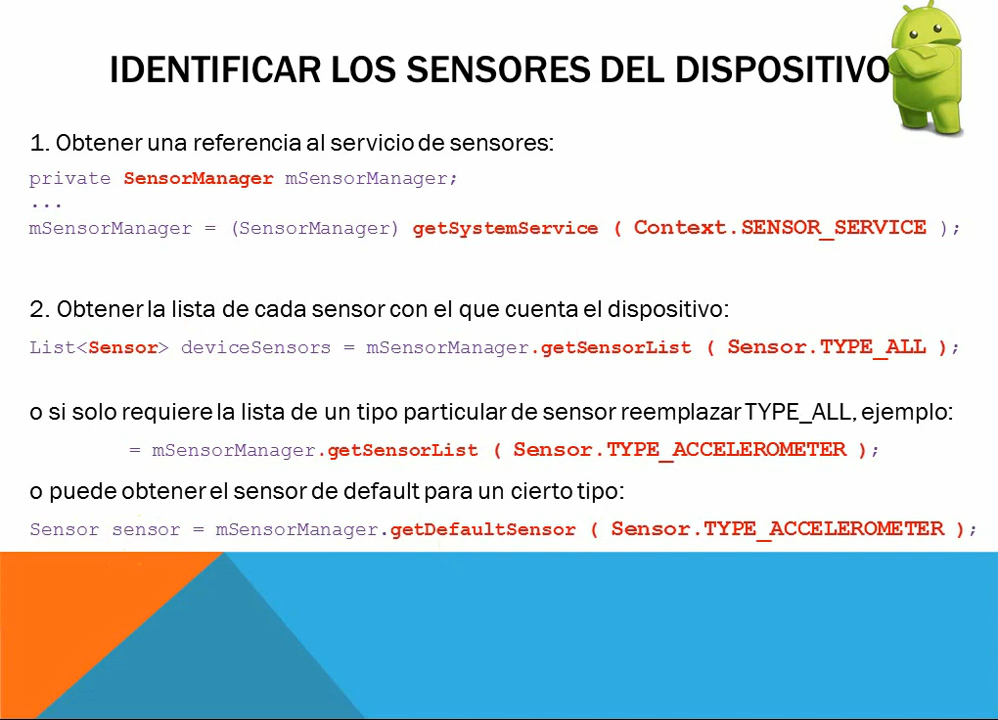 IDENTIFICAR LOS SENSORES DEL DISPOSITIVO
1. Obtener una referencia al servicio de sensores:
private SensorManager mSensorManager;
...
mSensorManager = (SensorManager) getSystemService ( Context.SENSOR_SERVICE );
2. Obtener la lista de cada sensor con el que cuenta el dispositivo:
List<Sensor> deviceSensors = mSensorManager.getSensorList ( Sensor.TYPE_ALL );
o si solo requiere la lista de un tipo particular de sensor reemplazar TYPE_ALL, ejemplo:
= mSensorManager.getSensorList ( Sensor.TYPE_ACCELEROMETER );
o puede obtener el sensor de default para un cierto tipo:
Sensor sensor = mSensorManager.getDefaultSensor ( Sensor.TYPE_ACCELEROMETER );